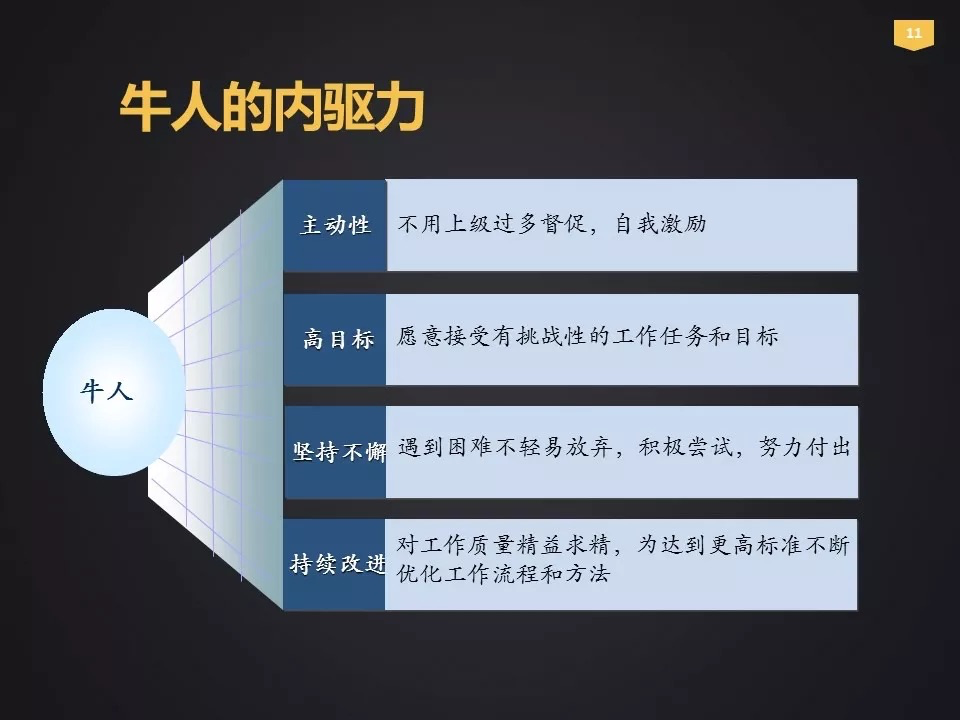 11
牛人的内驱力
牛人
主动性
不用上级过多督促，自我激励
高目标
愿意接受有挑战性的工作任务和目标
坚持不懈
遇到困难不轻易放弃，积极尝试，努力付出
持续改进
对工作质量精益求精，为达到更高标准不断
优化工作流程和方法